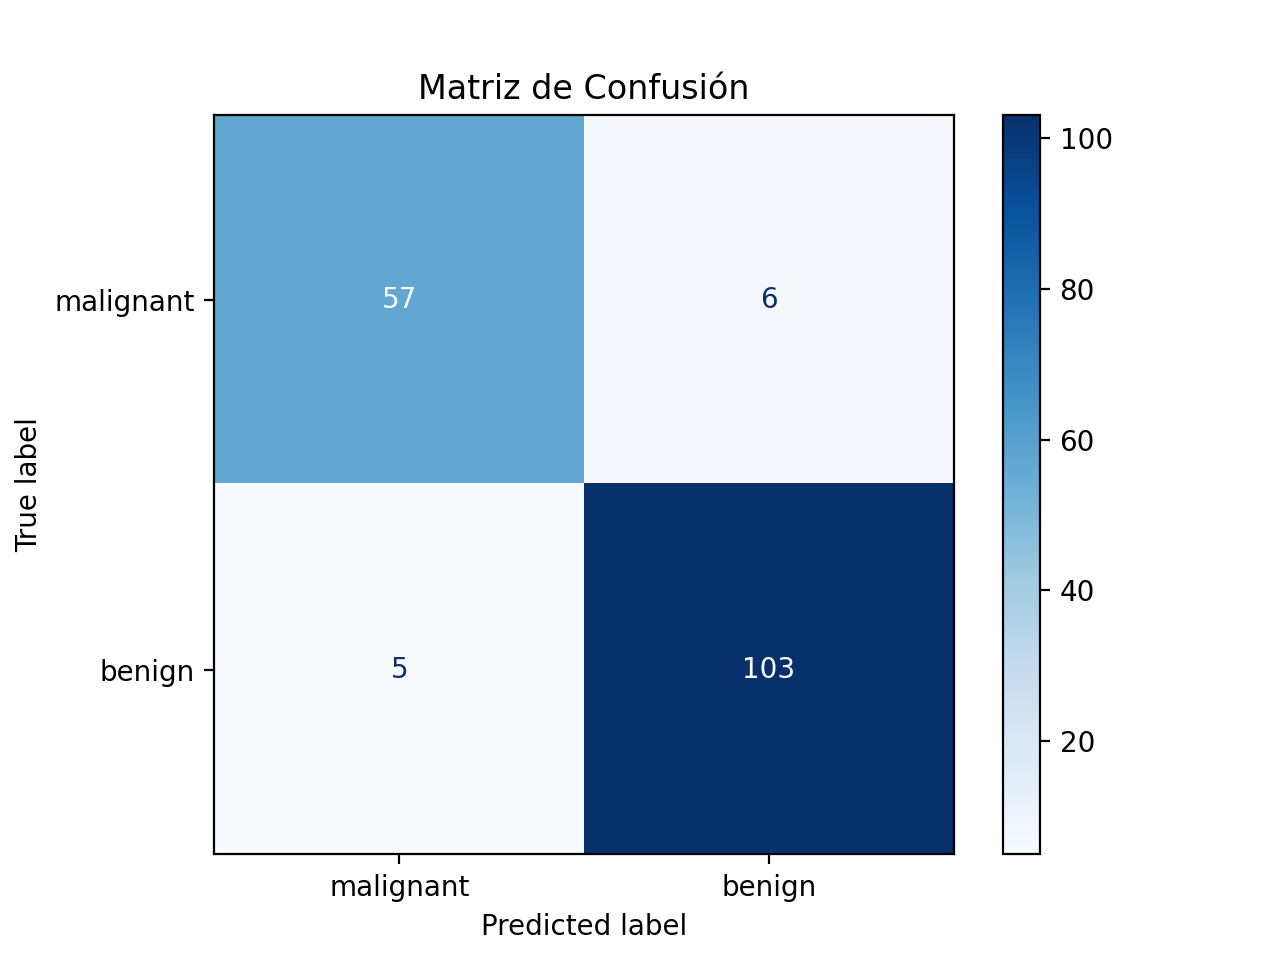 Matriz de Confusión
malignant
57
6
benign
5
103
malignant
benign
Predicted label
True label
100
80
60
40
20